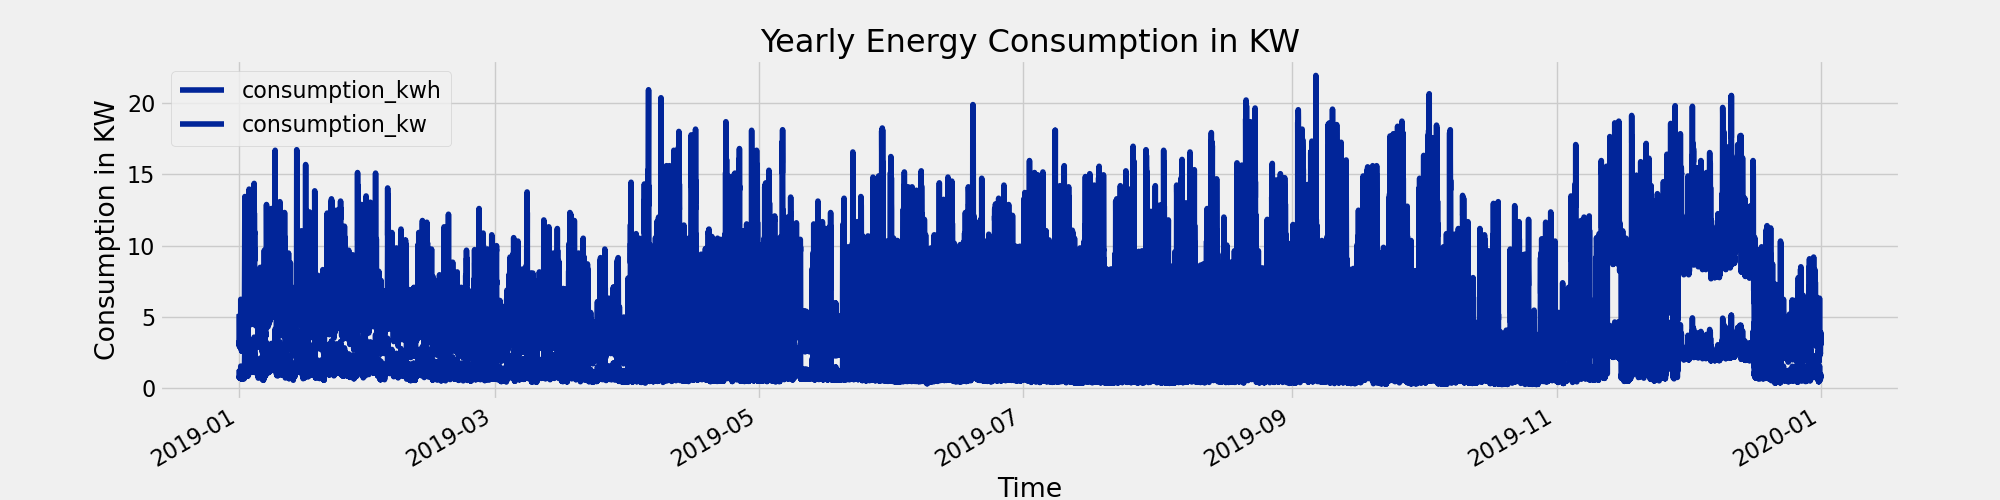 Yearly Energy Consumption in KW
consumption_kwh
consumption_kw
Consumption in KW
20
15
10
5
0
2019-01
2019-03
2019-05
2019-07
2019-09
2019-11
2020-01
Time